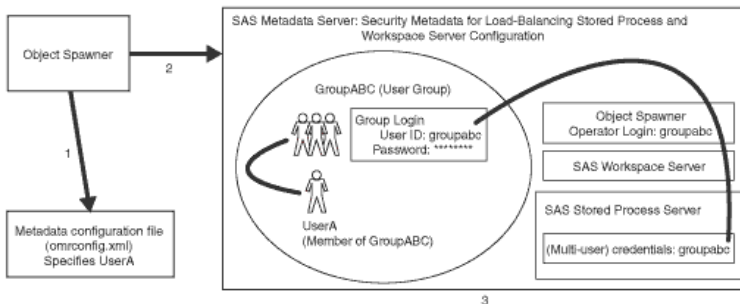 SAS Metadata Server: Security Metadata for Load-Balancing Stored Process and
Workspace Server Configuration
Object Spawner
2
GroupABC (User Group)
Group Login
User ID: groupabc
Password: ********
Object Spawner
Operator Login: groupabc
1
SAS Workspace Server
SAS Stored Process Server
UserA
(Member of GroupABC)
Metadata configuration file
(omrconfig.xml)
Specifies UserA
(Multi-user) credentials: groupabc
3